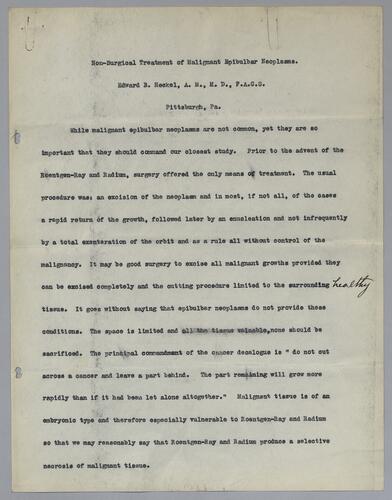 Non-Surgical Treatment of Malignant Epibulbar Neoplasms.
Edward B. Heckel, A. M., M. D., F.A.C.S.
Pittsburgh, Pa.
While malignant epibulbar neoplasms are not common, yet they are so
important that they should command our closest study. Prior to the advent of the
Roentgen-Ray and Radium, surgery offered the only means of treatment. The usual
procedure was: an excision of the neoplasm and in most, if not all, of the cases
a rapid return of the growth, followed later by an enucleation and not infrequently
by a total exenteration of the orbit and as a rule all without control of the
malignancy. It may be good surgery to excise all malignant growths provided they
can be excised completely and the cutting procedure limited to the surrounding healthy
tissue. It goes without saying that epibulbar neoplasms do not provide these
conditions. The space is limited and all the tissue valuable, none should be
sacrificed. The principal commandment of the cancer decalogue is " do not cut
across a cancer and leave a part behind. The part remaining will grow more
rapidly than if it had been let alone altogether." Malignant tissue is of an
embryonic type and therefore especially vulnerable to Roentgen-Ray and Radium
so that we may reasonably say that Roentgen-Ray and Radium produce a selective
necrosis of malignant tissue.